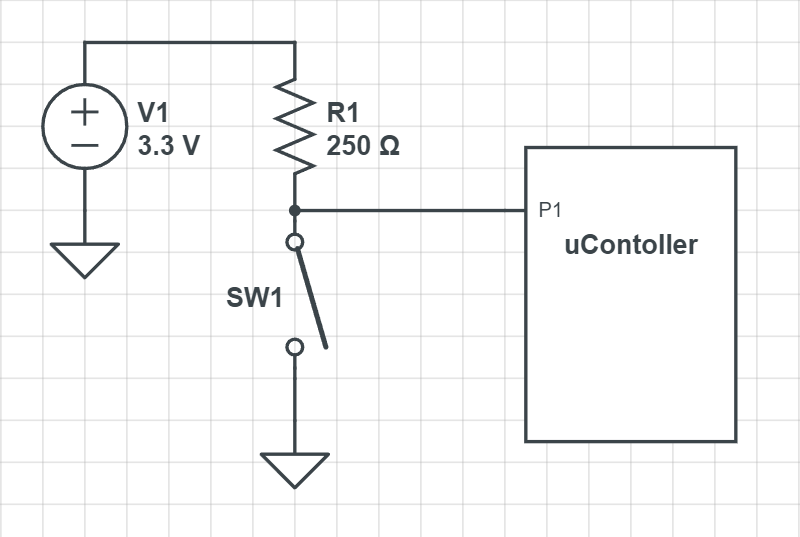 V1
3.3 V
R1
250 Ω
P1
uContoller
SW1